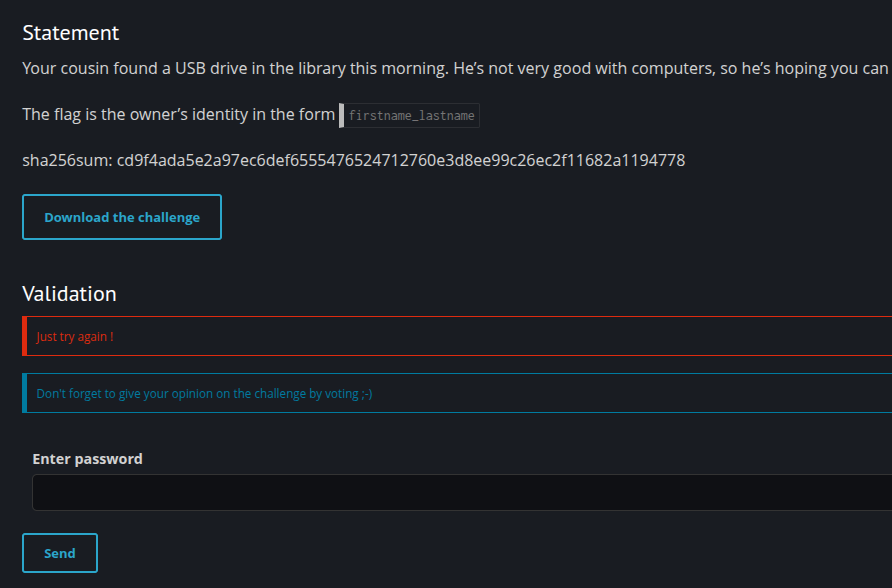 Statement
Your cousin found a USB drive in the library this morning. He’s not very good with computers, so he’s hoping you can
The flag is the owner’s identity in the form firstname_lastname
sha256sum: cd9f4ada5e2a97ec6def6555476524712760e3d8ee99c26ec2f11682a1194778
Download the challenge
Validation
Just try again !
Don't forget to give your opinion on the challenge by voting ;-)
Enter password
Send